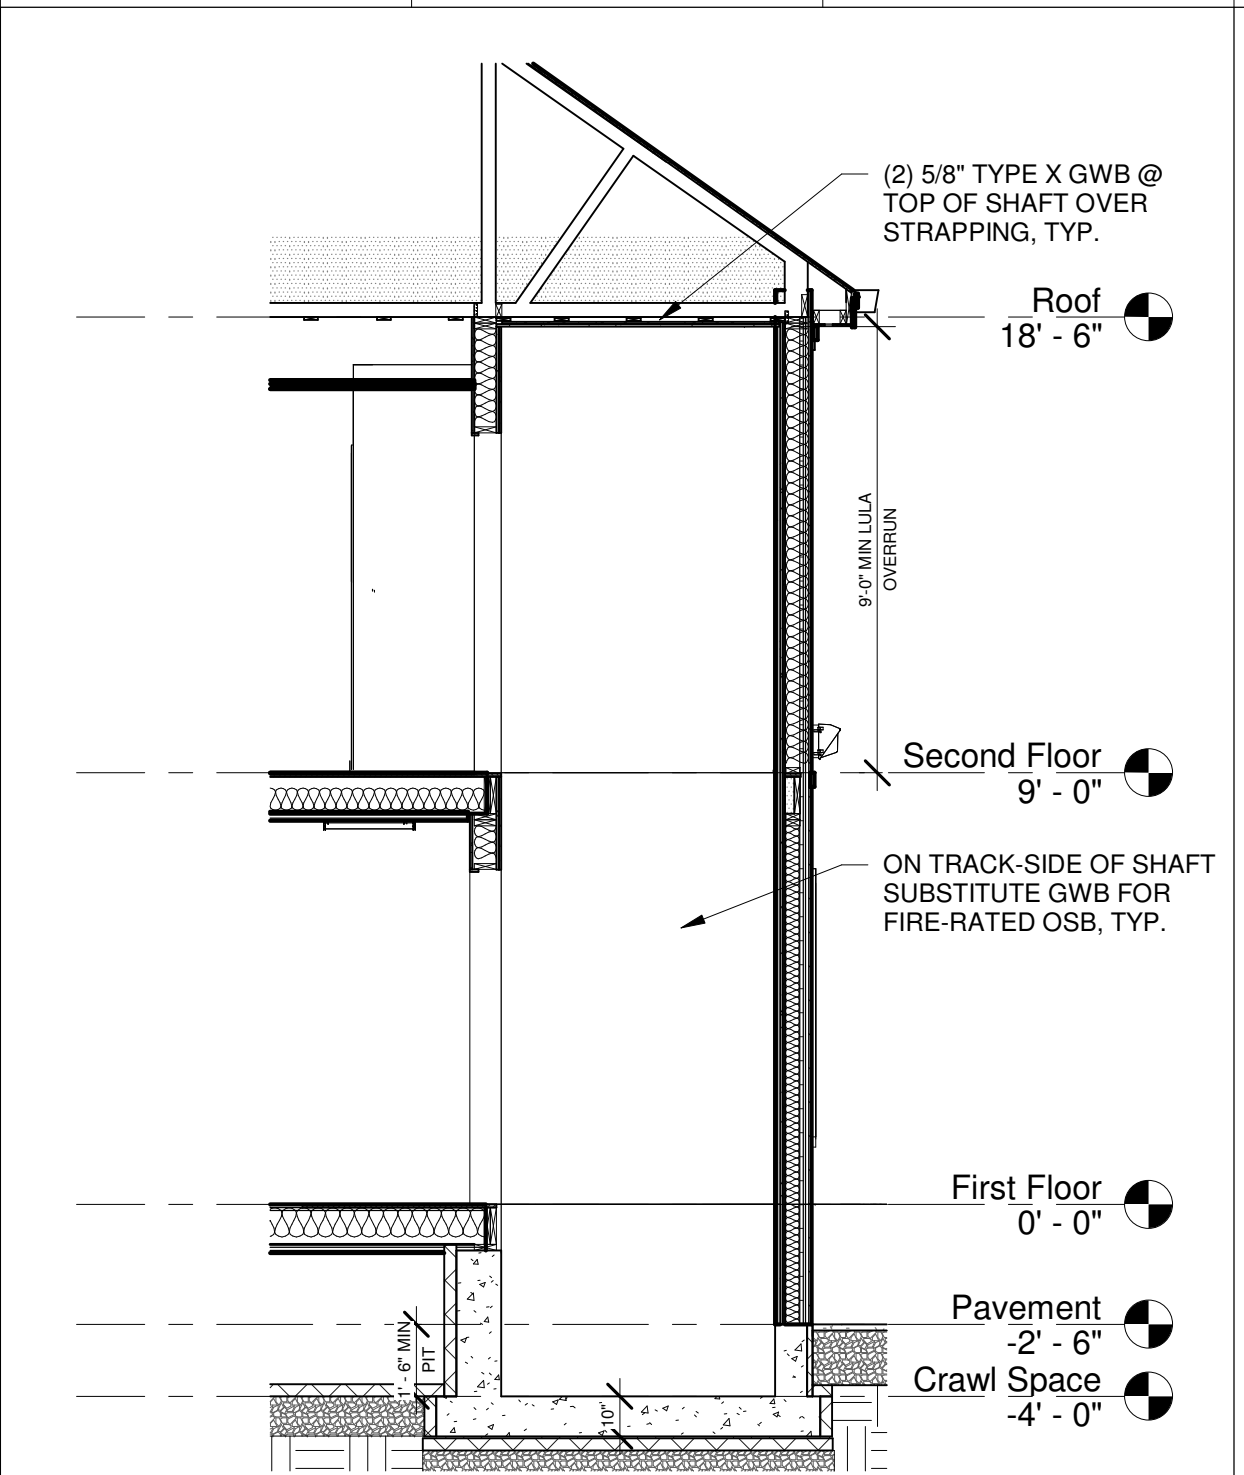 (2) 5/8" TYPE X GWB @
TOP OF SHAFT OVER
STRAPPING, TYP.
Roof
18' - 6"
9'-0" MIN LULA
OVERRUN
Second Floor
9' - 0"
ON TRACK-SIDE OF SHAFT
SUBSTITUTE GWB FOR
FIRE-RATED OSB, TYP.
First Floor
0' - 0"
Pavement
-2' - 6"
1' - 6" MIN
PIT
Crawl Space
-4' - 0"
10"